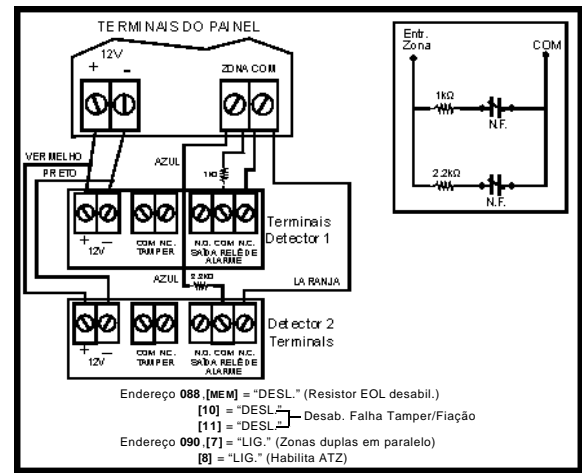 TERMINAIS DO PAINEL
12V
+ -
ZONA COM
VERMELHO
PRETO
AZUL
1kΩ
+ -
12V
COM NC.
TAMPER
N.O. COM N.C.
SAÍDA RELÊ DE
ALARME
Terminais
Detector 1
AZUL
2.2kΩ
LARANJA
+ -
12V
COM NC.
TAMPER
N.O. COM N.C.
SAÍDA RELÊ DE
ALARME
Detector 2
Terminals
Entr.
Zona
COM
1kΩ
N.F.
2.2kΩ
N.F.
Endereço 088,[MEM] = “DESL.” (Resistor EOL desabil.)
[10] = “DESL.”
[11] = “DESL.”
Desab. Falha Tamper/Fiação
Endereço 090,[7] = “LIG.” (Zonas duplas em paralelo)
[8] = “LIG.” (Habilita ATZ)